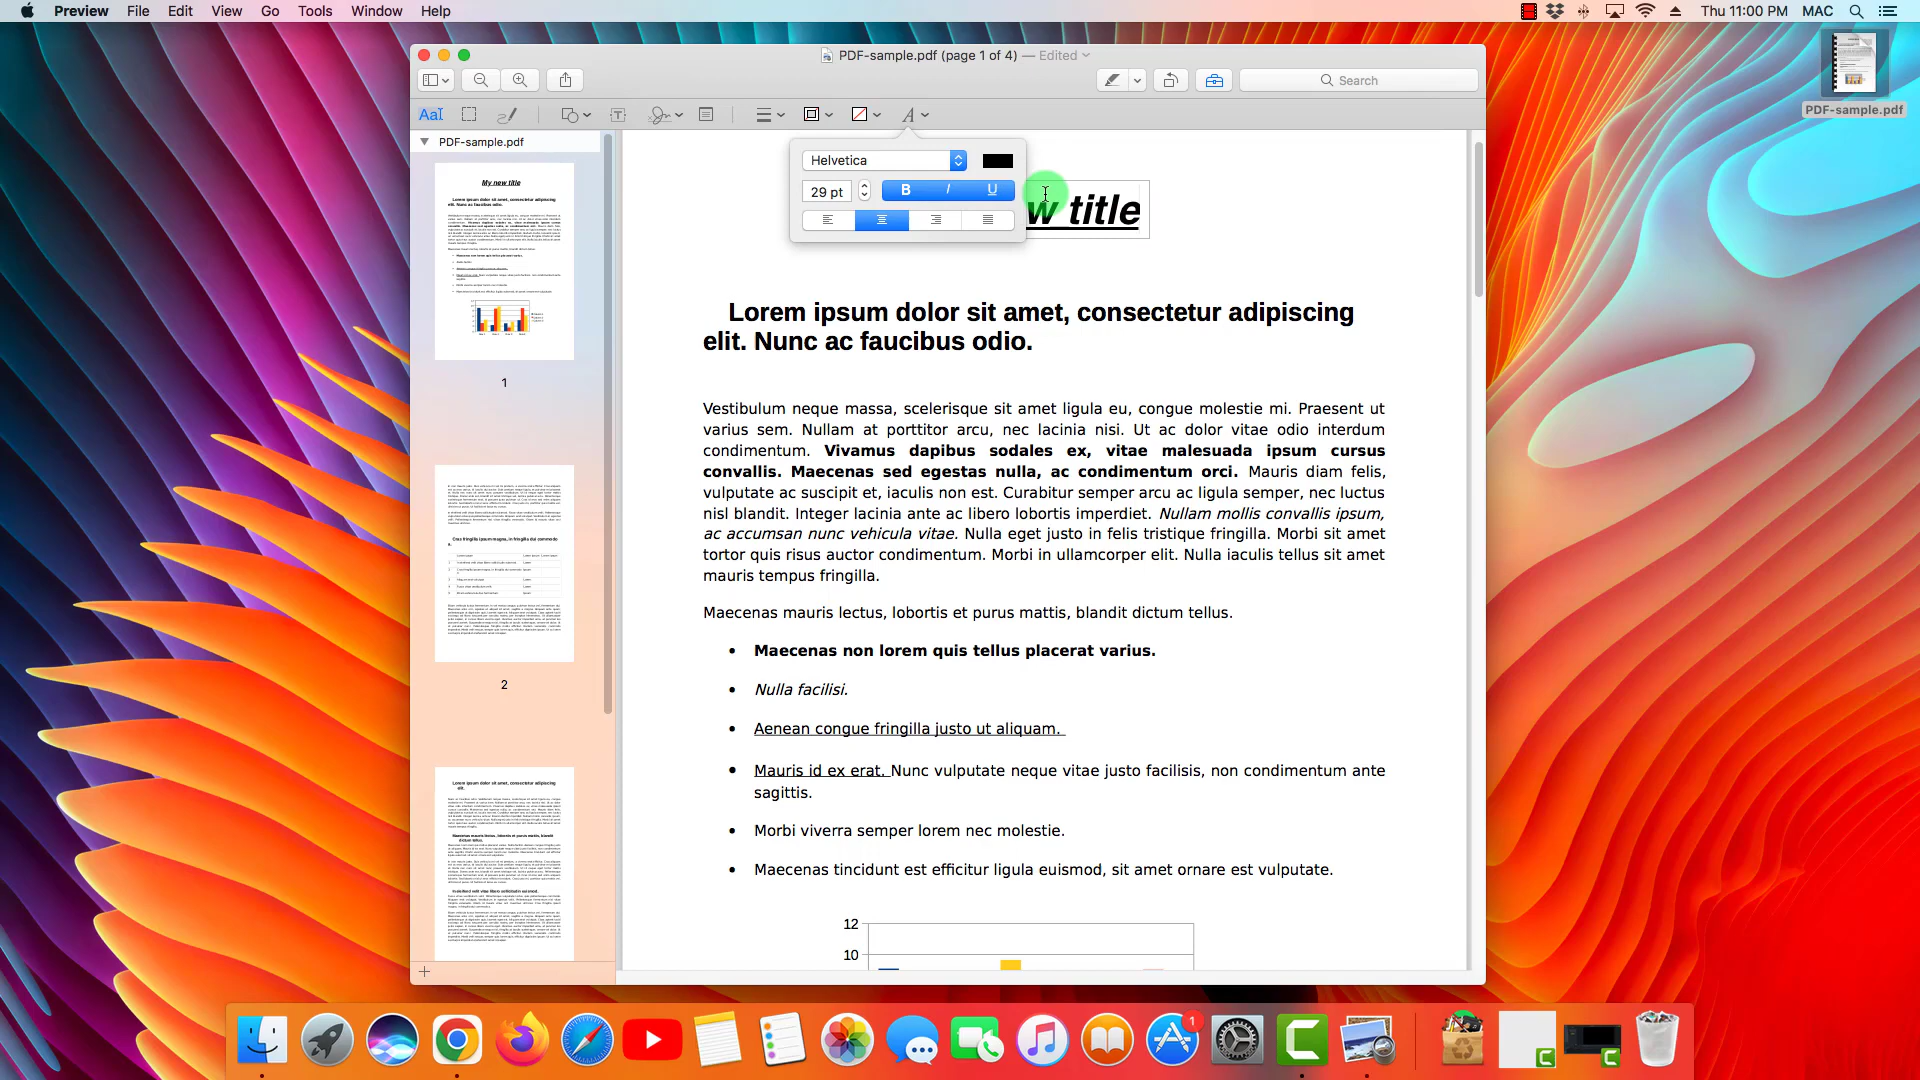 Preview File Edit View Go Tools Window Help Thu 11:00 PM MAC
PDF-sample.pdf (page 1 of 4) — Edited
Search
PDF-sample.pdf
PDF-sample.pdf
My new title
1
2
Helvetica
29 pt B I U
w title
Lorem ipsum dolor sit amet, consectetur adipiscing
elit. Nunc ac faucibus odio.
Vestibulum neque massa, scelerisque sit amet ligula eu, congue molestie mi. Praesent ut
varius sem. Nullam at porttitor arcu, nec lacinia nisi. Ut ac dolor vitae odio interdum
condimentum. Vivamus dapibus sodales ex, vitae malesuada ipsum cursus
convallis. Maecenas sed egestas nulla, ac condimentum orci. Mauris diam felis,
vulputate ac suscipit et, iaculis non est. Curabitur semper arcu ac ligula semper, nec luctus
nisl blandit. Integer lacinia ante ac libero lobortis imperdiet. Nullam mollis convallis ipsum,
ac accumsan nunc vehicula vitae. Nulla eget justo in felis tristique fringilla. Morbi sit amet
tortor quis risus auctor condimentum. Morbi in ullamcorper elit. Nulla iaculis tellus sit amet
mauris tempus fringilla.
Maecenas mauris lectus, lobortis et purus mattis, blandit dictum tellus.
• Maecenas non lorem quis tellus placerat varius.
• Nulla facilisi.
• Aenean congue fringilla justo ut aliquam.
• Mauris id ex erat. Nunc vulputate neque vitae justo facilisis, non condimentum ante
sagittis.
• Morbi viverra semper lorem nec molestie.
• Maecenas tincidunt est efficitur ligula euismod, sit amet ornare est vulputate.
12
10
1